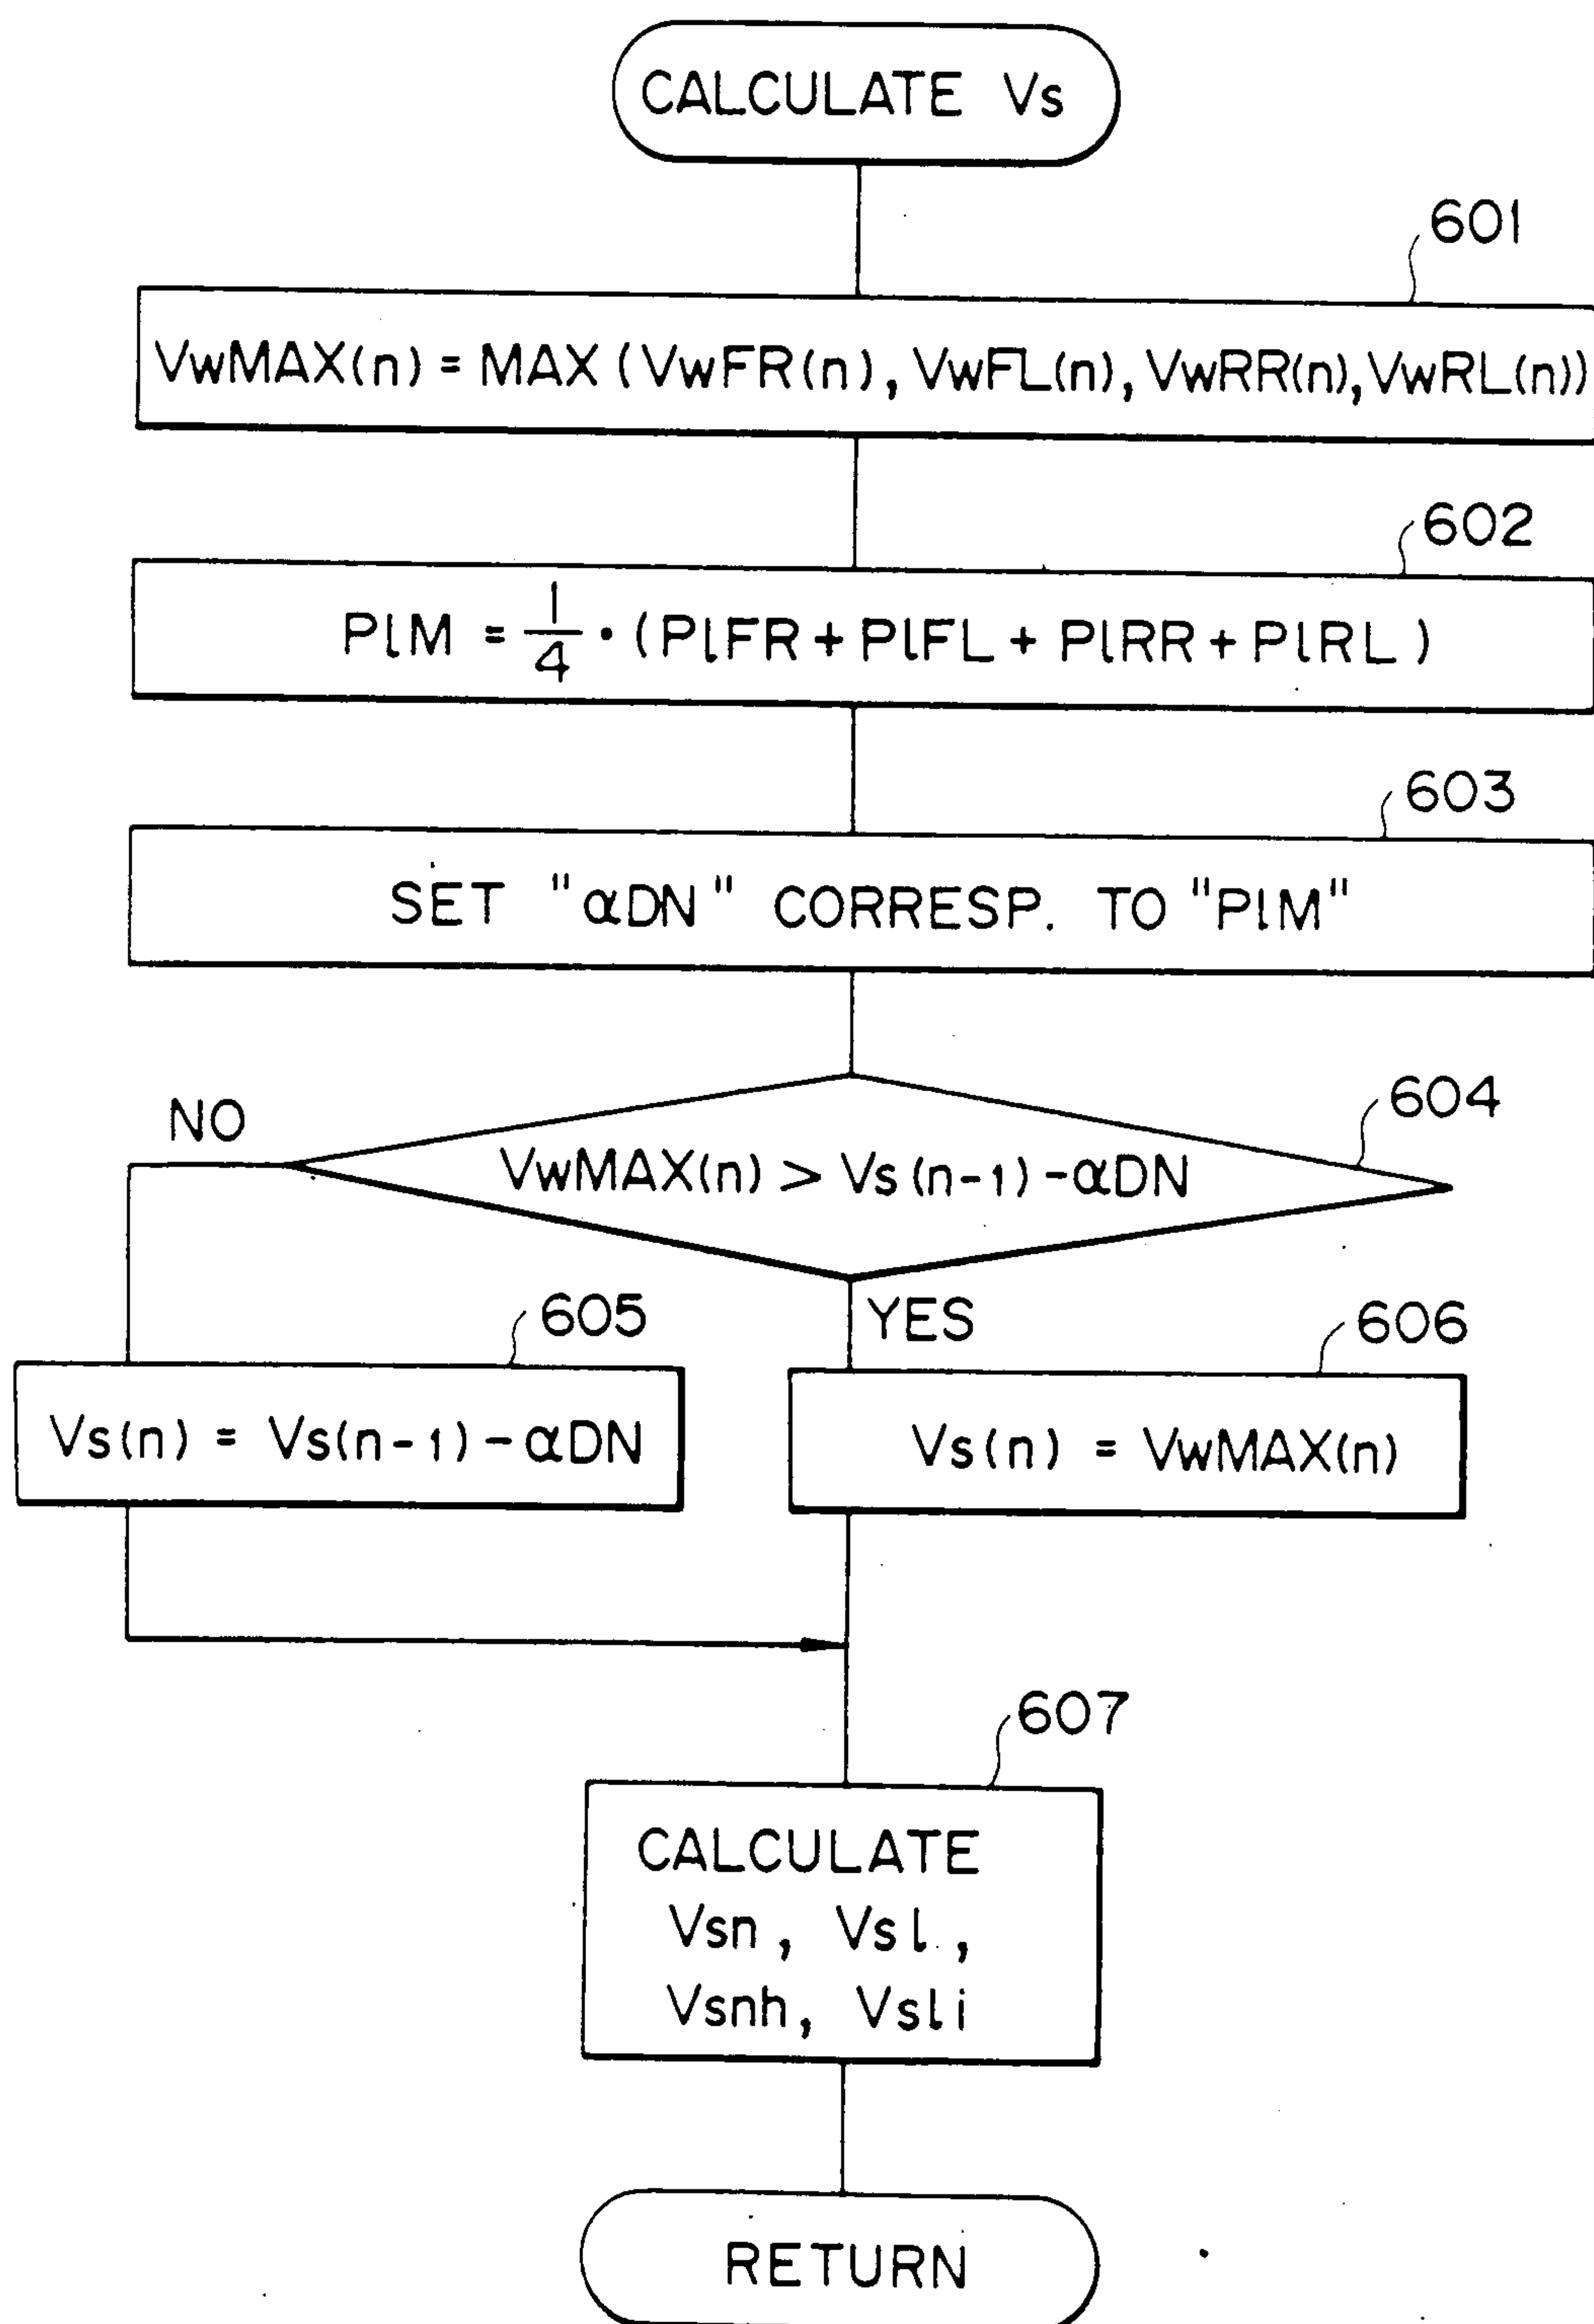 CALCULATE Vs
601
VwMAX(n) = MAX (VwFR(n), VwFL(n), VwRR(n), VwRL(n))
602
PlM = 1/4 · (PlFR + PlFL + PlRR + PlRL)
603
SET "αDN" CORRESP. TO "PlM"
604
NO
VwMAX(n) > Vs(n-1) - αDN
605
YES
606
Vs(n) = Vs(n-1) - αDN
Vs(n) = VwMAX(n)
607
CALCULATE
Vsn, Vsl,
Vsnh, Vsli
RETURN